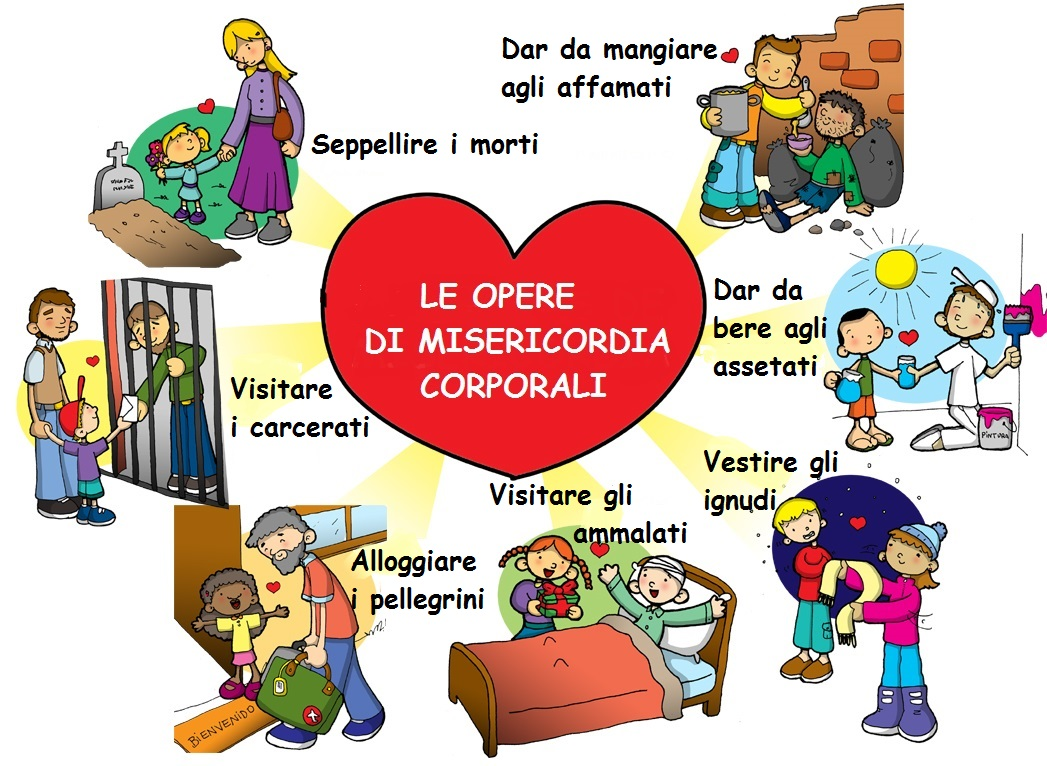 LE OPERE
DI MISERICORDIA
CORPORALI
Dar da mangiare
agli affamati
Dar da
bere agli
assetati
PINTURA
Vestire gli
ignudi
Visitare gli
ammalati
Alloggiare
i pellegrini
BIENVENIDO
Visitare
i carcerati
Seppellire i morti